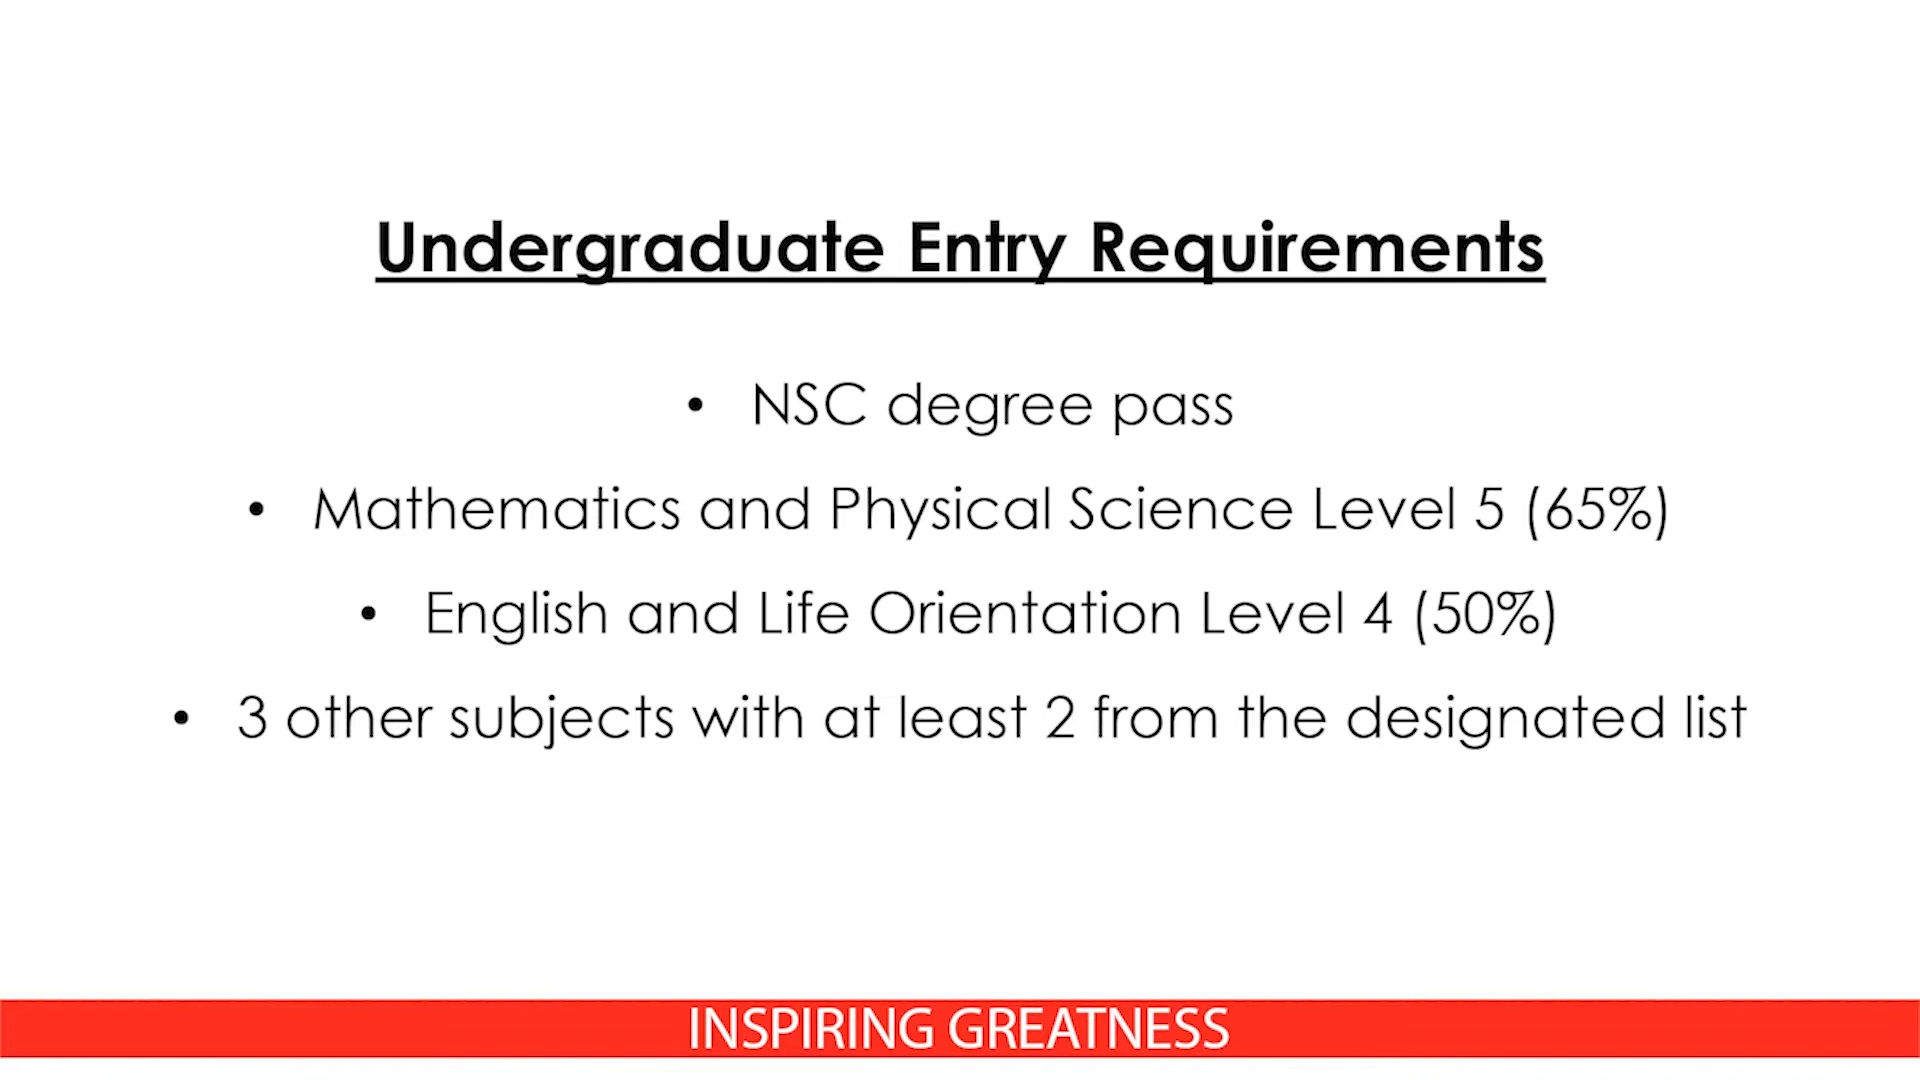 Undergraduate Entry Requirements
• NSC degree pass
• Mathematics and Physical Science Level 5 (65%)
• English and Life Orientation Level 4 (50%)
• 3 other subjects with at least 2 from the designated list
INSPIRING GREATNESS